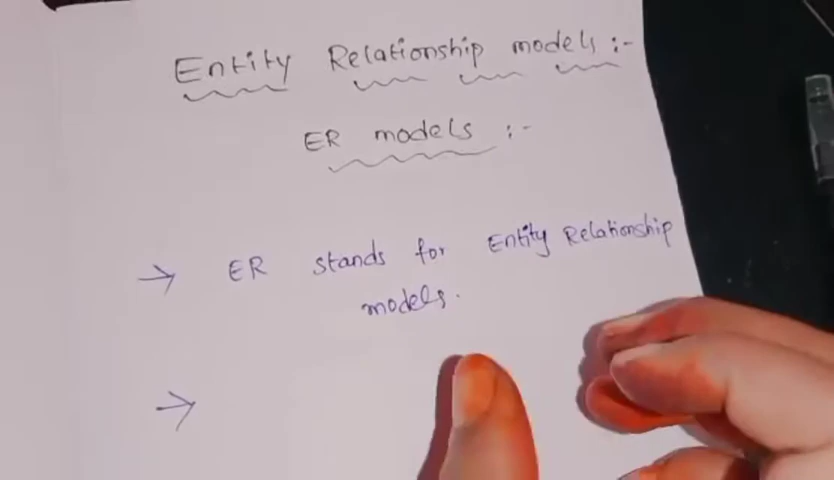 Entity Relationship models :-
ER models :-
→ ER stands for Entity Relationship
models.
→